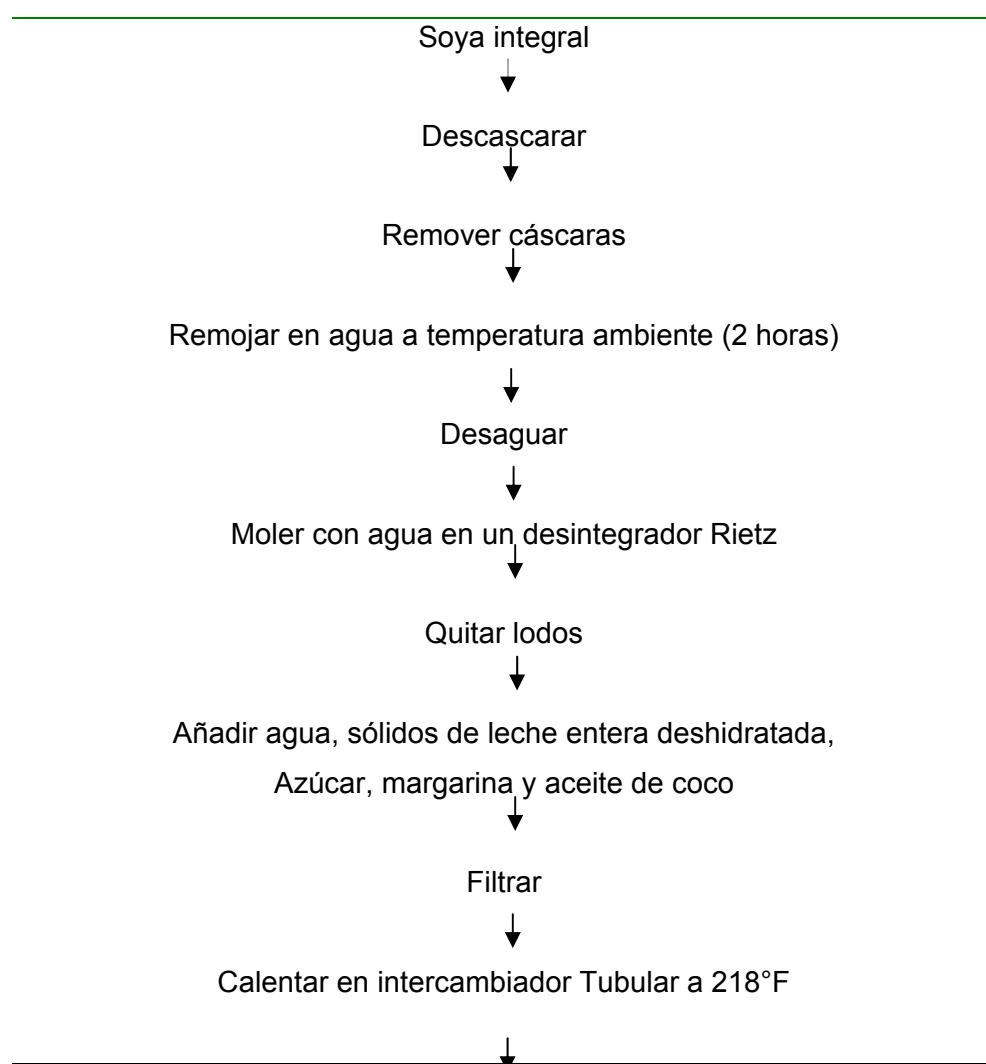 Soya integral
Descascarar
Remover cáscaras
Remojar en agua a temperatura ambiente (2 horas)
Desaguar
Moler con agua en un desintegrador Rietz
Quitar lodos
Añadir agua, sólidos de leche entera deshidratada,
Azúcar, margarina y aceite de coco
Filtrar
Calentar en intercambiador Tubular a 218°F